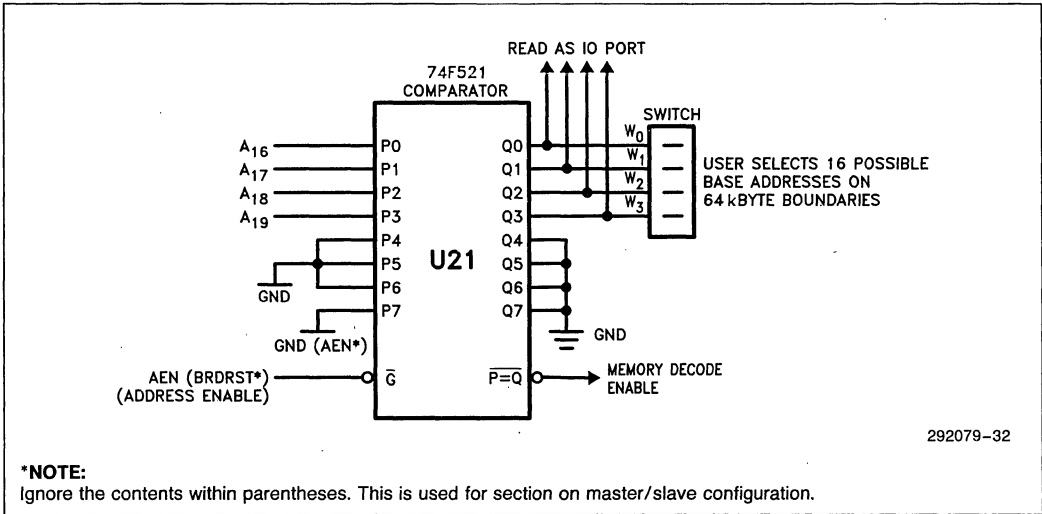 READ AS IO PORT
74F521
COMPARATOR
SWITCH
A16
A17
A18
A19
P0
P1
P2
P3
P4
P5
P6
P7
U21
Q0
Q1
Q2
Q3
Q4
Q5
Q6
Q7
W0
W1
W2
W3
USER SELECTS 16 POSSIBLE
BASE ADDRESSES ON
64 kBYTE BOUNDARIES
GND
GND (AEN*)
GND
AEN (BRDRST*)
(ADDRESS ENABLE)
G̅
P̅=̅Q̅
MEMORY DECODE
ENABLE
292079–32
*NOTE:
Ignore the contents within parentheses. This is used for section on master/slave configuration.